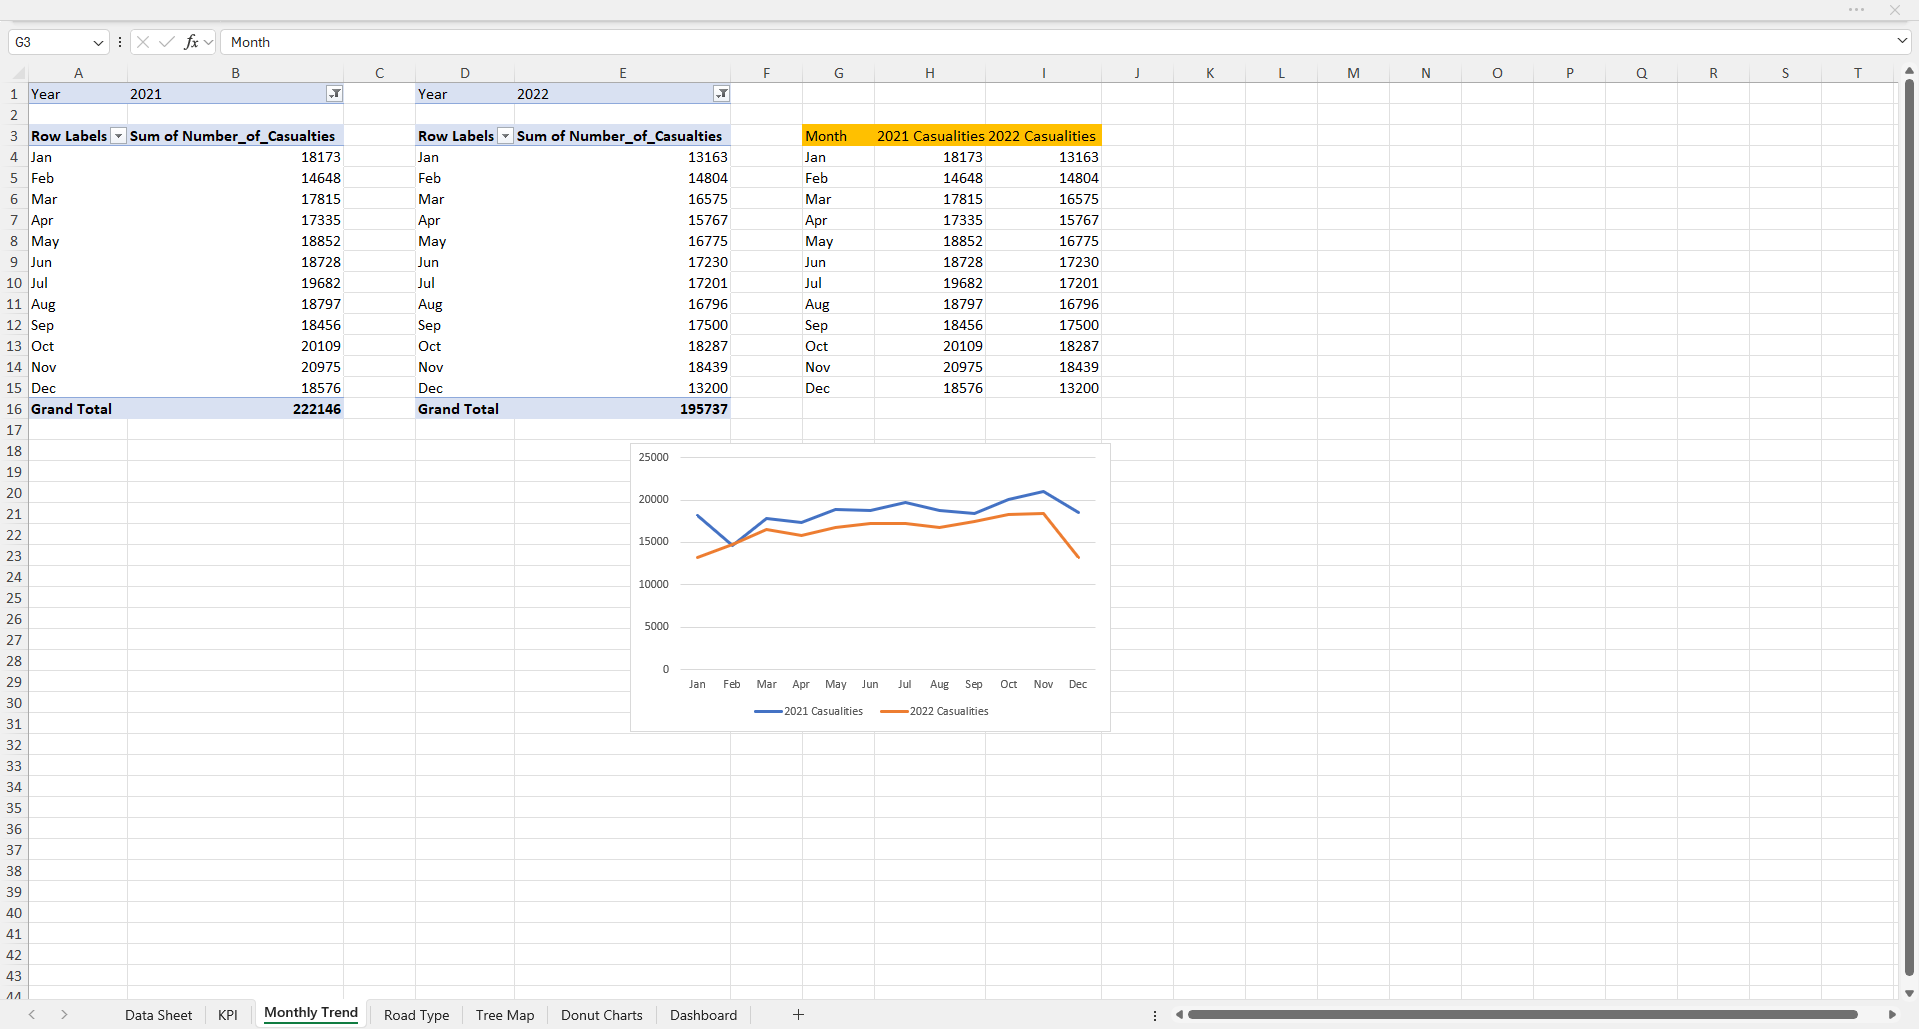 G3 fx Month
A B C D E F G H I J K L M N O P Q R S T
1 Year 2021 Year 2022
2
3 Row Labels Sum of Number_of_Casualties Row Labels Sum of Number_of_Casualties Month 2021 Casualities 2022 Casualities
4 Jan 18173 Jan 13163 Jan 18173 13163
5 Feb 14648 Feb 14804 Feb 14648 14804
6 Mar 17815 Mar 16575 Mar 17815 16575
7 Apr 17335 Apr 15767 Apr 17335 15767
8 May 18852 May 16775 May 18852 16775
9 Jun 18728 Jun 17230 Jun 18728 17230
10 Jul 19682 Jul 17201 Jul 19682 17201
11 Aug 18797 Aug 16796 Aug 18797 16796
12 Sep 18456 Sep 17500 Sep 18456 17500
13 Oct 20109 Oct 18287 Oct 20109 18287
14 Nov 20975 Nov 18439 Nov 20975 18439
15 Dec 18576 Dec 13200 Dec 18576 13200
16 Grand Total 222146 Grand Total 195737
17
18
19
20
21
22
23
24
25
26
27
28
29
30
31
32
33
34
35
36
37
38
39
40
41
42
43
44
25000
20000
15000
10000
5000
0
Jan Feb Mar Apr May Jun Jul Aug Sep Oct Nov Dec
2021 Casualities 2022 Casualities
Data Sheet KPI Monthly Trend Road Type Tree Map Donut Charts Dashboard